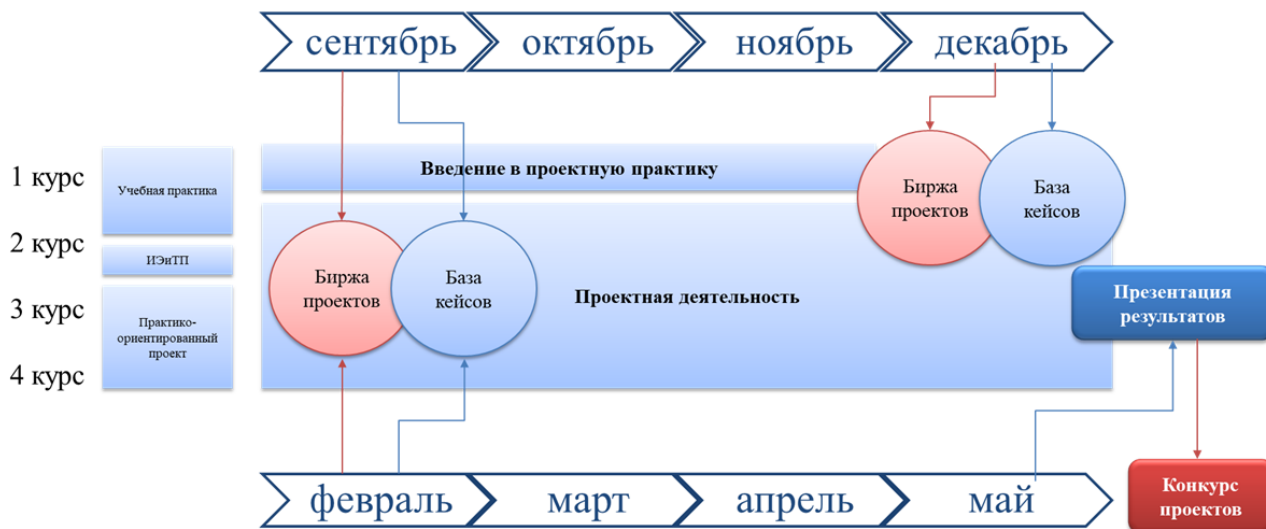 сентябрь
октябрь
ноябрь
декабрь
1 курс
2 курс
3 курс
4 курс
Учебная практика
ИЭиТП
Практико-
ориентированный
проект
Введение в проектную практику
Биржа
проектов
База
кейсов
Биржа
проектов
База
кейсов
Проектная деятельность
Презентация
результатов
февраль
март
апрель
май
Конкурс
проектов